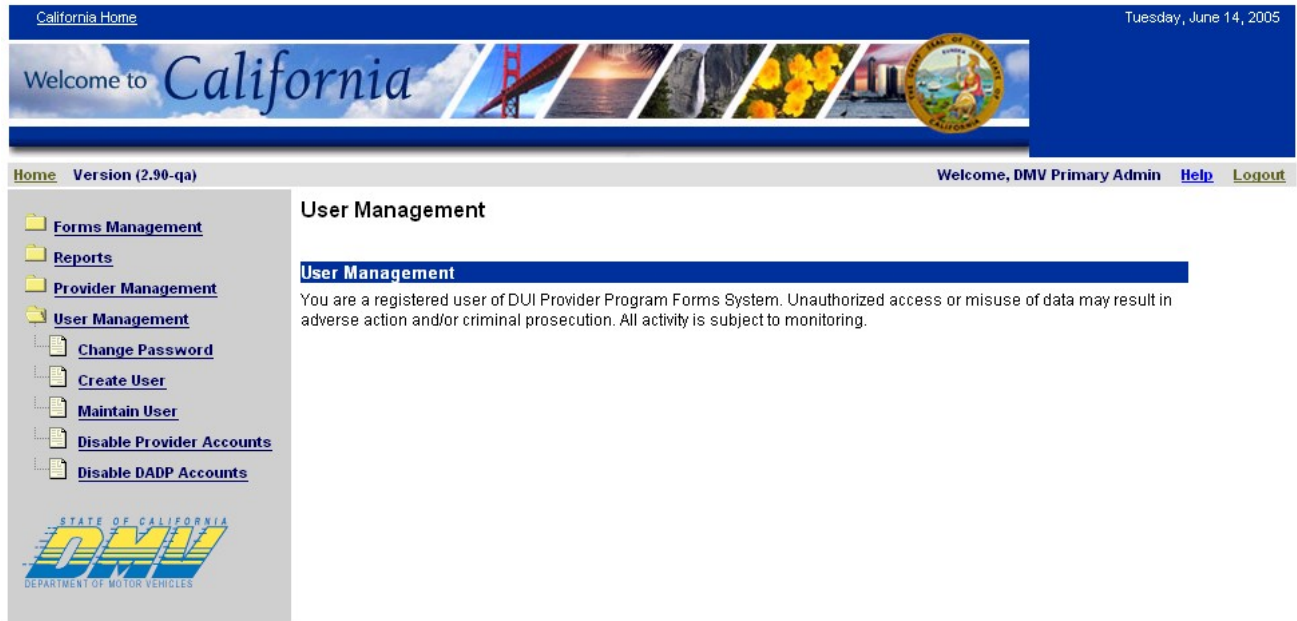 California Home
Tuesday, June 14, 2005
Welcome to California
Home Version (2.90-qa)
Welcome, DMV Primary Admin Help Logout
Forms Management
Reports
Provider Management
User Management
Change Password
Create User
Maintain User
Disable Provider Accounts
Disable DADP Accounts
STATE OF CALIFORNIA
DMV
DEPARTMENT OF MOTOR VEHICLES
User Management
User Management
You are a registered user of DUI Provider Program Forms System. Unauthorized access or misuse of data may result in
adverse action and/or criminal prosecution. All activity is subject to monitoring.